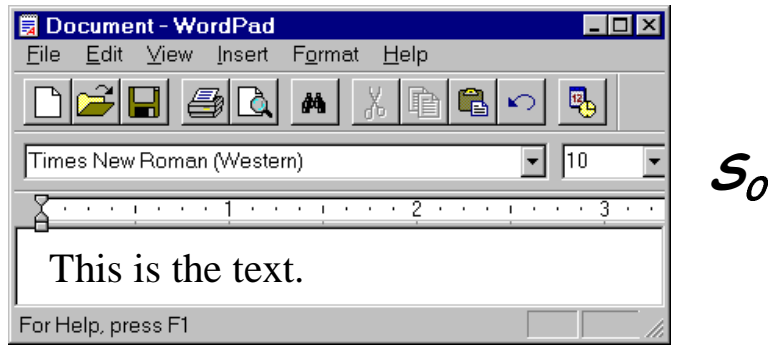 Document - WordPad
File Edit View Insert Format Help
12
Times New Roman (Western) 10
1 2 3
This is the text.
For Help, press F1
S0